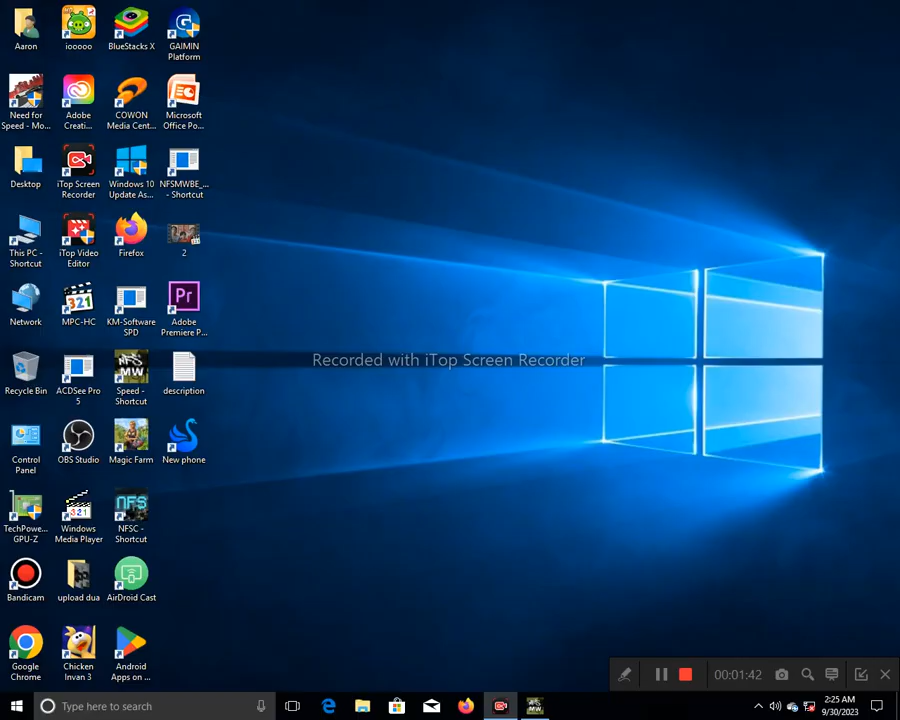 Aaron
iooooo
BlueStacks X
GAIMIN
Platform
Need for
Speed - Mo...
Adobe
Creati...
COWON
Media Cent...
Microsoft
Office Po...
Desktop
iTop Screen
Recorder
Windows 10
Update As...
NFSMWBE_...
- Shortcut
This PC -
Shortcut
iTop Video
Editor
Firefox
2
Network
MPC-HC
KM-Software
SPD
Adobe
Premiere P...
Recycle Bin
ACDSee Pro
5
Speed -
Shortcut
description
Control
Panel
OBS Studio
Magic Farm
New phone
TechPowe...
GPU-Z
Windows
Media Player
NFSC -
Shortcut
Bandicam
upload dua
AirDroid Cast
Google
Chrome
Chicken
Invan 3
Android
Apps on ...
Recorded with iTop Screen Recorder
00:01:42
Type here to search
2:25 AM
9/30/2023